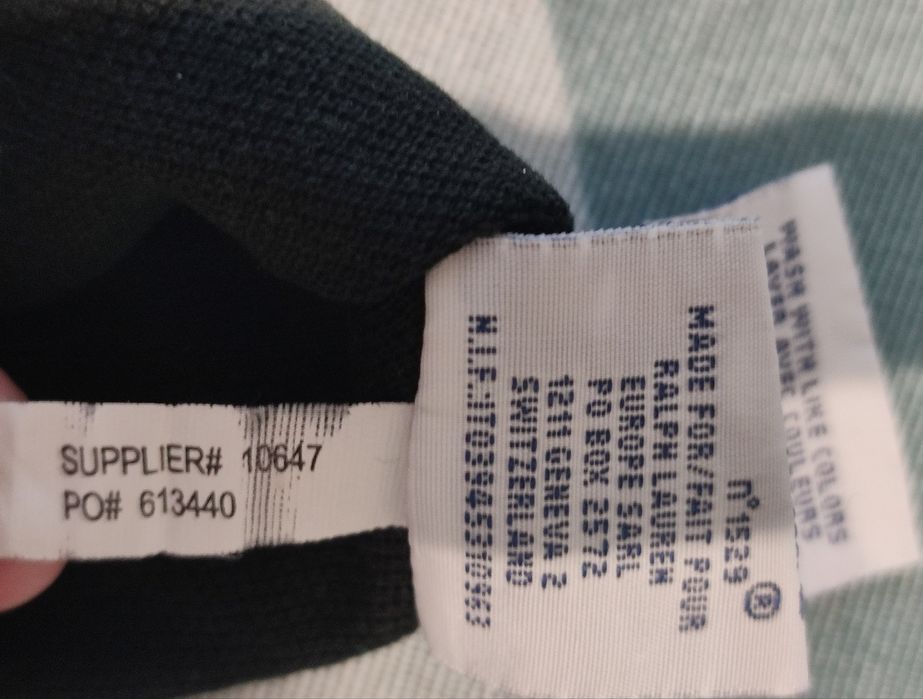 SUPPLIER# 10647
PO# 613440
®
n° 1529
MADE FOR/FAIT POUR
RALPH LAUREN
EUROPE SARL
PO BOX 2572
1211 GENEVA 2
SWITZERLAND
WASH WITH LIKE COLORS
LAVER AVEC COULEURS